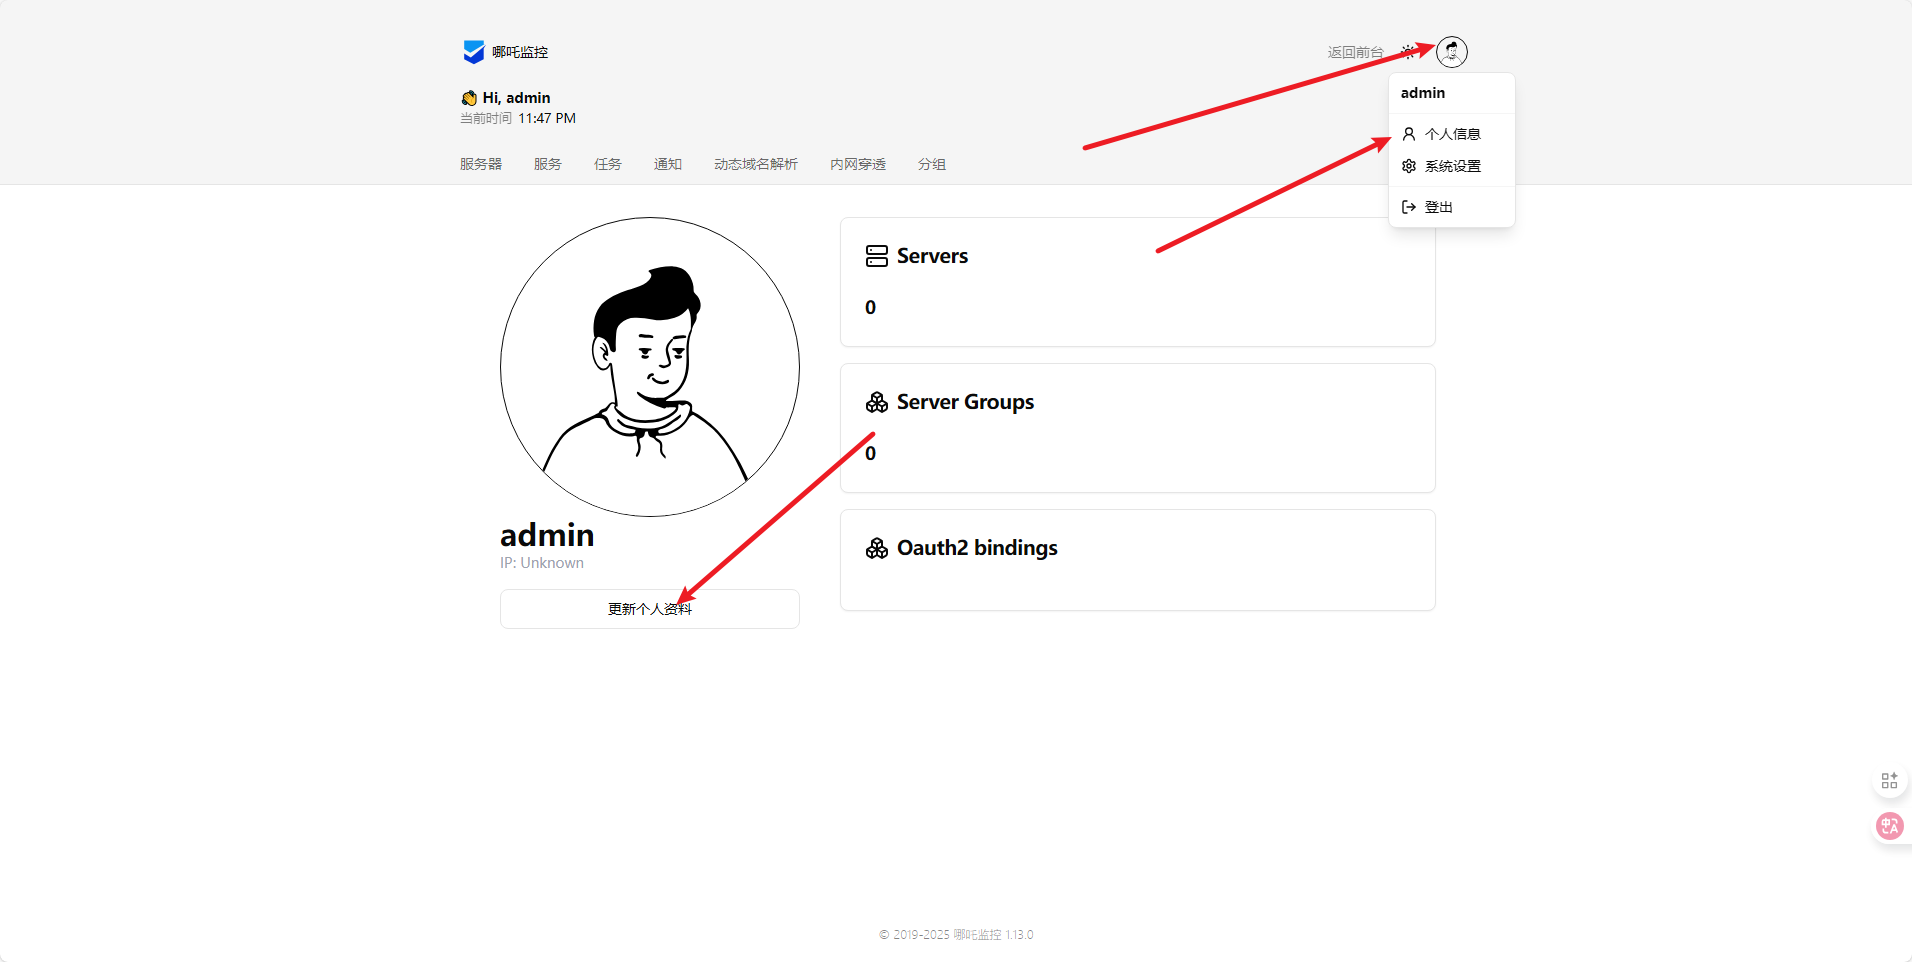 哪吒监控
返回前台
👋 Hi, admin
当前时间 11:47 PM
服务器 服务 任务 通知 动态域名解析 内网穿透 分组
admin
个人信息
系统设置
登出
admin
IP: Unknown
更新个人资料
Servers
0
Server Groups
0
Oauth2 bindings
© 2019-2025 哪吒监控 1.13.0